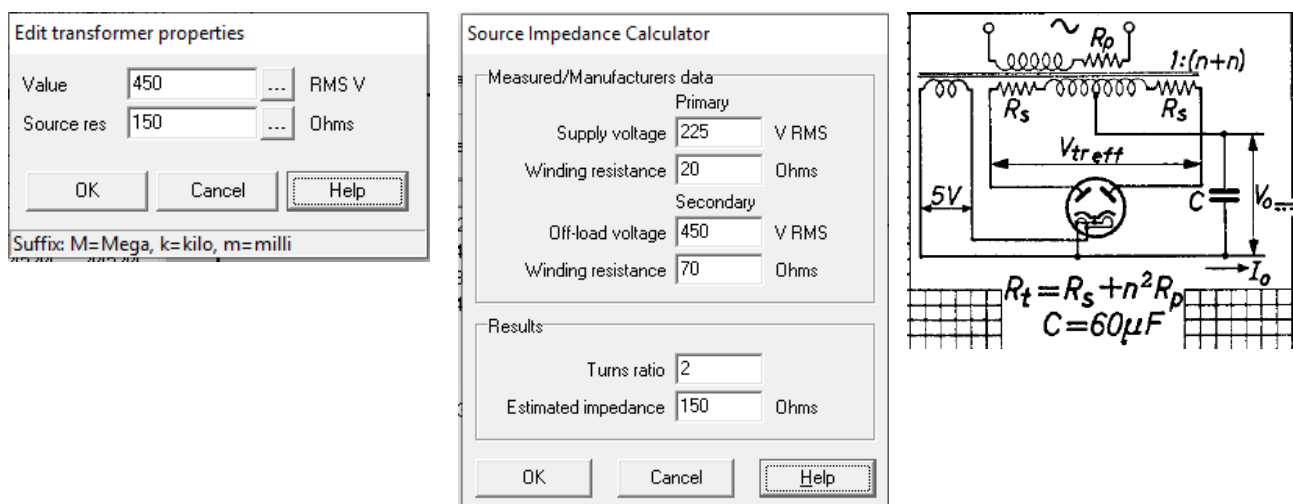 Edit transformer properties
Value 450 ... RMS V
Source res 150 ... Ohms
OK Cancel Help
Suffix: M=Mega, k=kilo, m=milli
Source Impedance Calculator
Measured/Manufacturers data
Primary
Supply voltage 225 V RMS
Winding resistance 20 Ohms
Secondary
Off-load voltage 450 V RMS
Winding resistance 70 Ohms
Results
Turns ratio 2
Estimated impedance 150 Ohms
OK Cancel Help
~
Rp
1:(n+n)
Rs Rs
Vtr eff
5V C Vo
Io
Rt=Rs+n²Rp
C=60μF